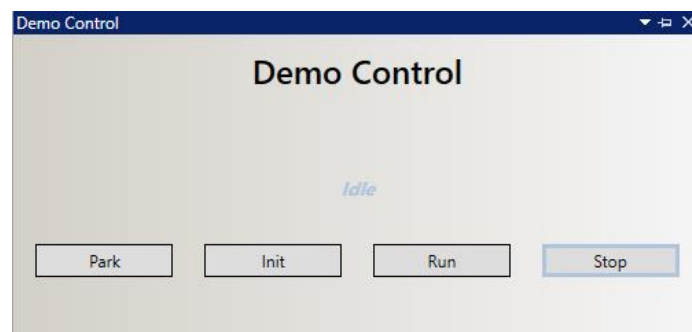 Demo Control
Demo Control
Idle
Park Init Run Stop